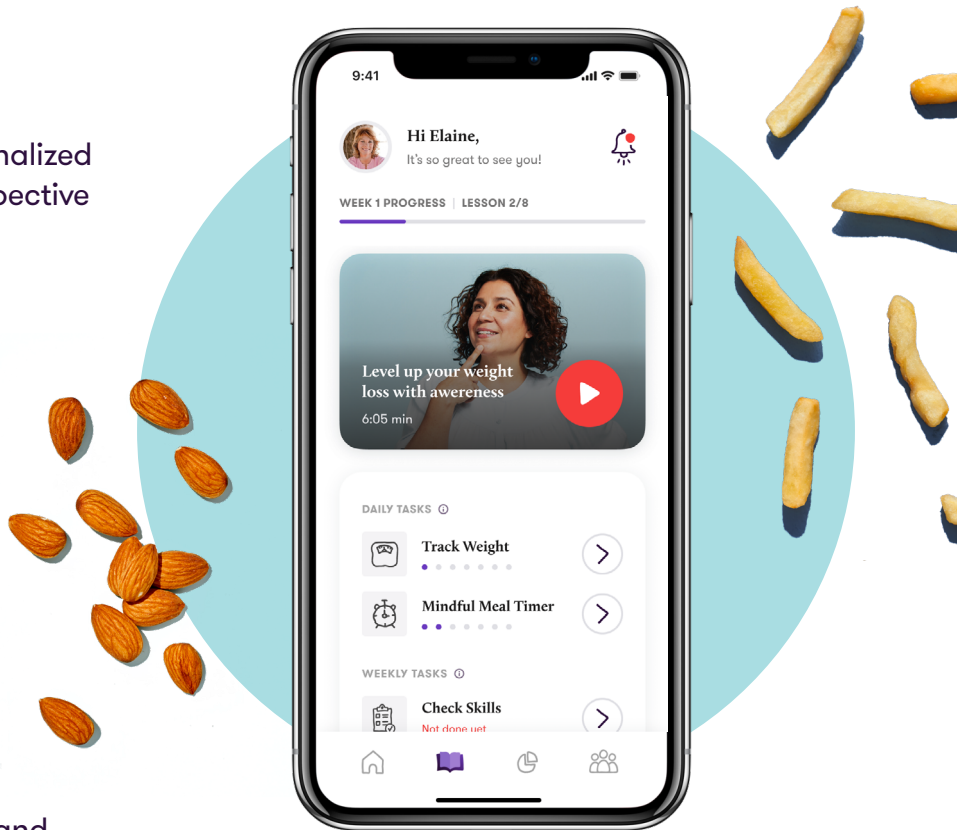 9:41
Hi Elaine,
It's so great to see you!
WEEK 1 PROGRESS | LESSON 2/8
Level up your weight
loss with awereness
6:05 min
DAILY TASKS
Track Weight
Mindful Meal Timer
WEEKLY TASKS
Check Skills
Not done yet
and